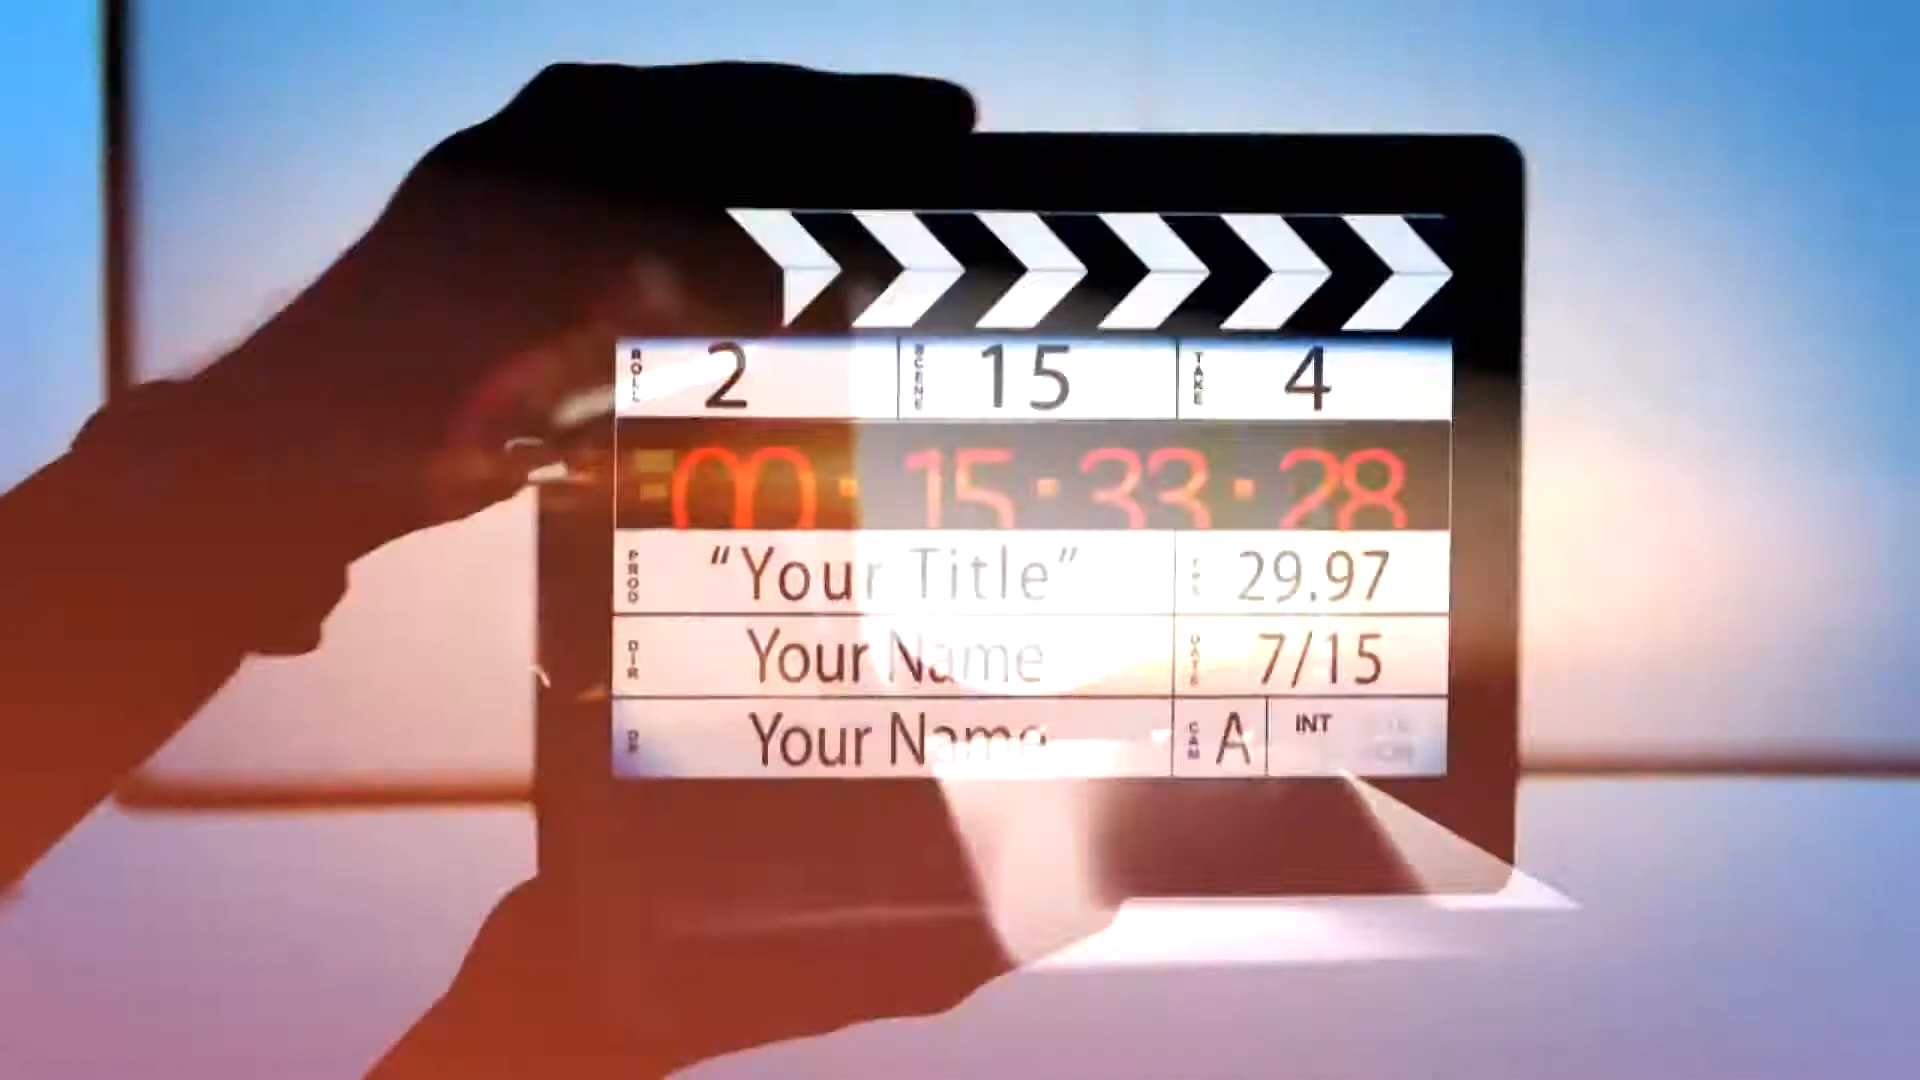 ROLL 2 SCENE 15 TAKE 4
00:15:33:28
PROD "Your Title" FPS 29.97
DIR Your Name DATE 7/15
DP Your Name CAM A INT